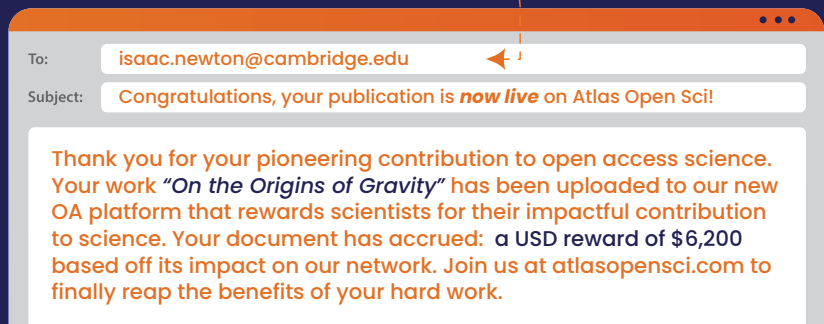 To: isaac.newton@cambridge.edu
Subject: Congratulations, your publication is now live on Atlas Open Sci!
Thank you for your pioneering contribution to open access science.
Your work “On the Origins of Gravity” has been uploaded to our new
OA platform that rewards scientists for their impactful contribution
to science. Your document has accrued: a USD reward of $6,200
based off its impact on our network. Join us at atlasopensci.com to
finally reap the benefits of your hard work.